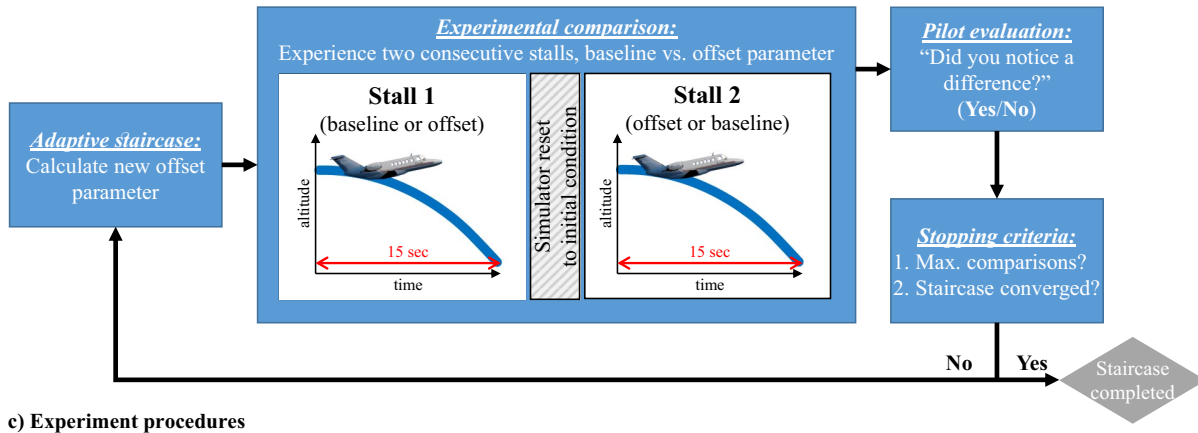 Adaptive staircase:
Calculate new offset
parameter
Experimental comparison:
Experience two consecutive stalls, baseline vs. offset parameter
Stall 1
(baseline or offset)
altitude
15 sec
time
Simulator reset
to initial condition
Stall 2
(offset or baseline)
altitude
15 sec
time
Pilot evaluation:
“Did you notice a
difference?”
(Yes/No)
Stopping criteria:
1. Max. comparisons?
2. Staircase converged?
No
Yes
Staircase
completed
c) Experiment procedures